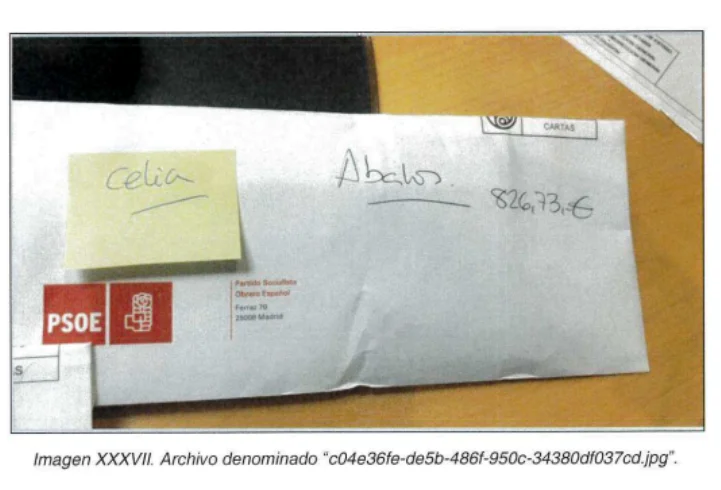 CARTAS
celia
Abalos.
826,73,-€
PSOE
Partido Socialista
Obrero Español
Ferraz 70
28008 Madrid
S
Imagen XXXVII. Archivo denominado "c04e36fe-de5b-486f-950c-34380df037cd.jpg".